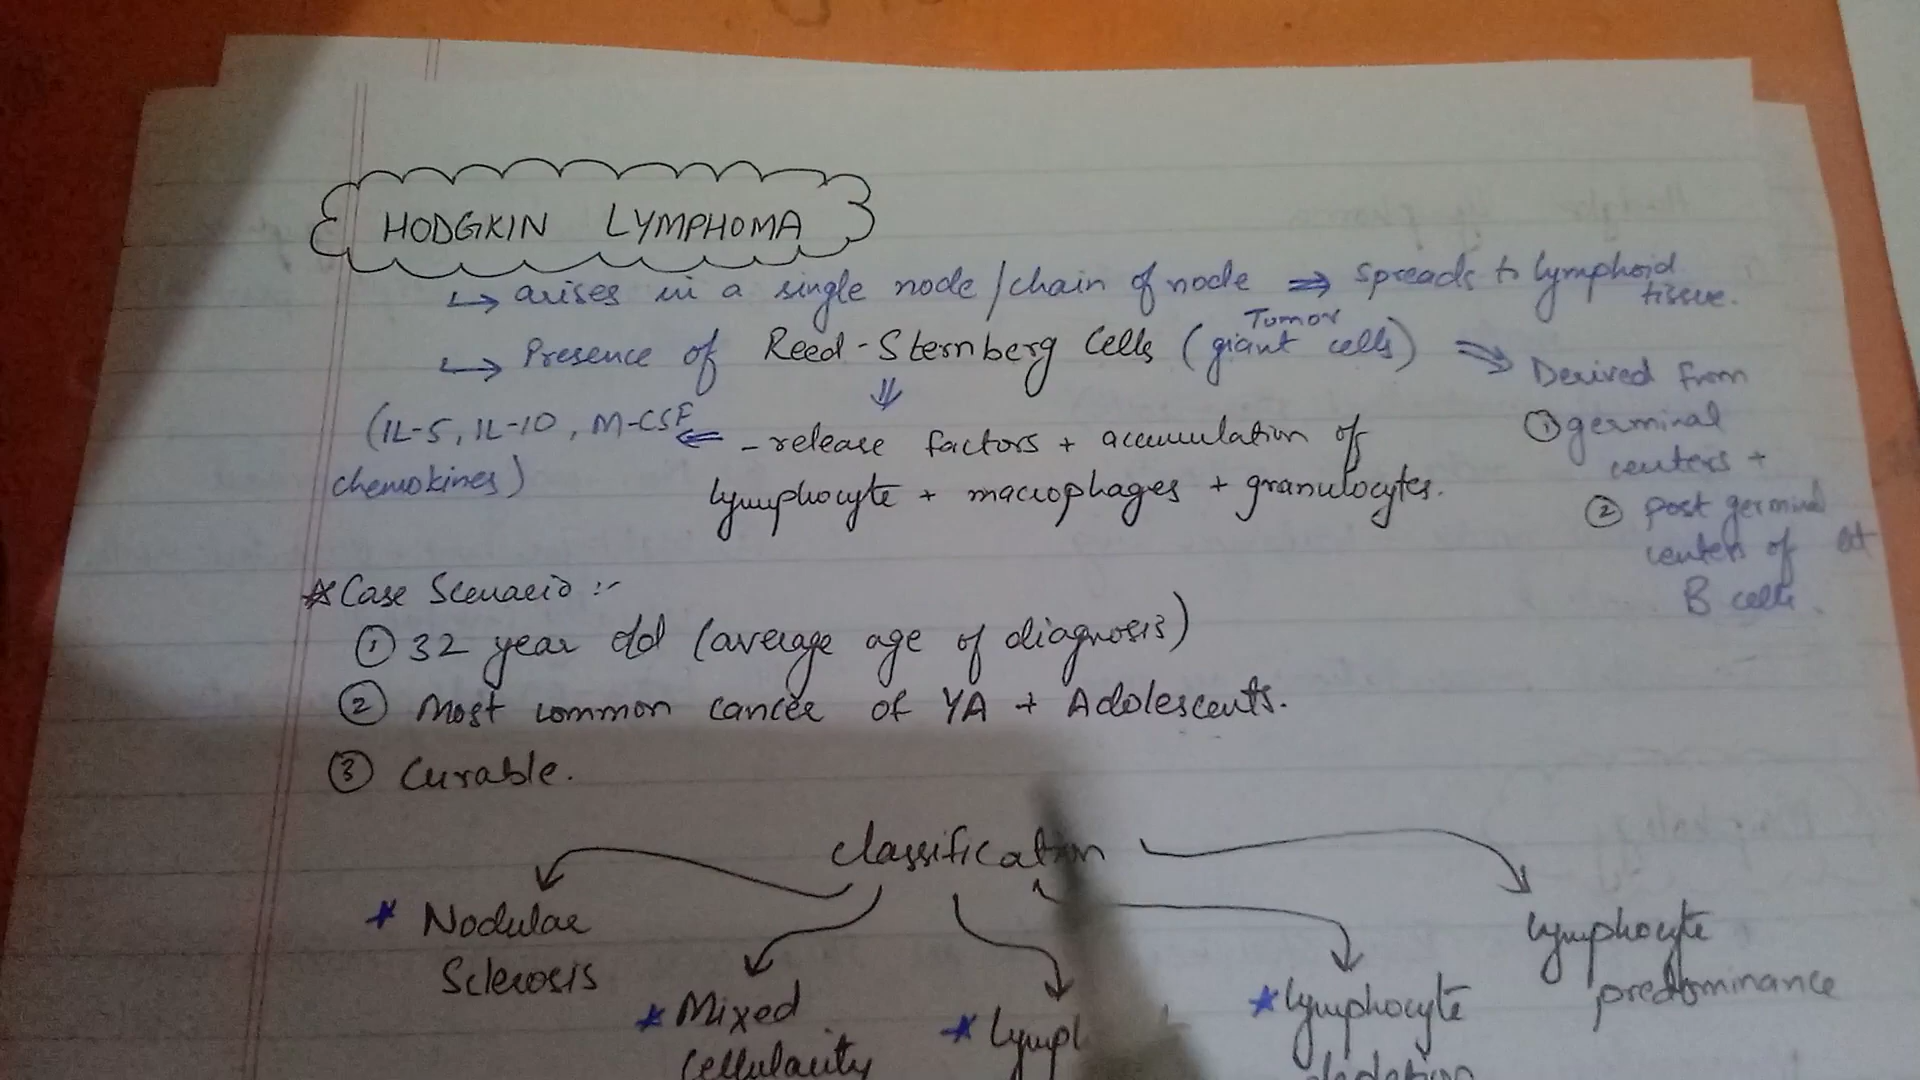 HODGKIN LYMPHOMA
↳ arises in a single node/chain of node ⇒ spreads to lymphoid tissue.
↳ Presence of Reed-Sternberg Cells (Tumor giant cells) ⇒ Derived from
① germinal
centers +
② post germinal
centers of
B cells.
⇓
- release factors + accumulation of
lymphocyte + macrophages + granulocytes.
⇐ (IL-5, IL-10, M-CSF
chemokines)
* Case Scenario :-
① 32 year old (average age of diagnosis)
② Most common cancer of YA + Adolescents.
③ Curable.
classification
* Nodular
Sclerosis
* Mixed
cellularity
* Lymph
* lymphocyte
depletion
lymphocyte
predominance